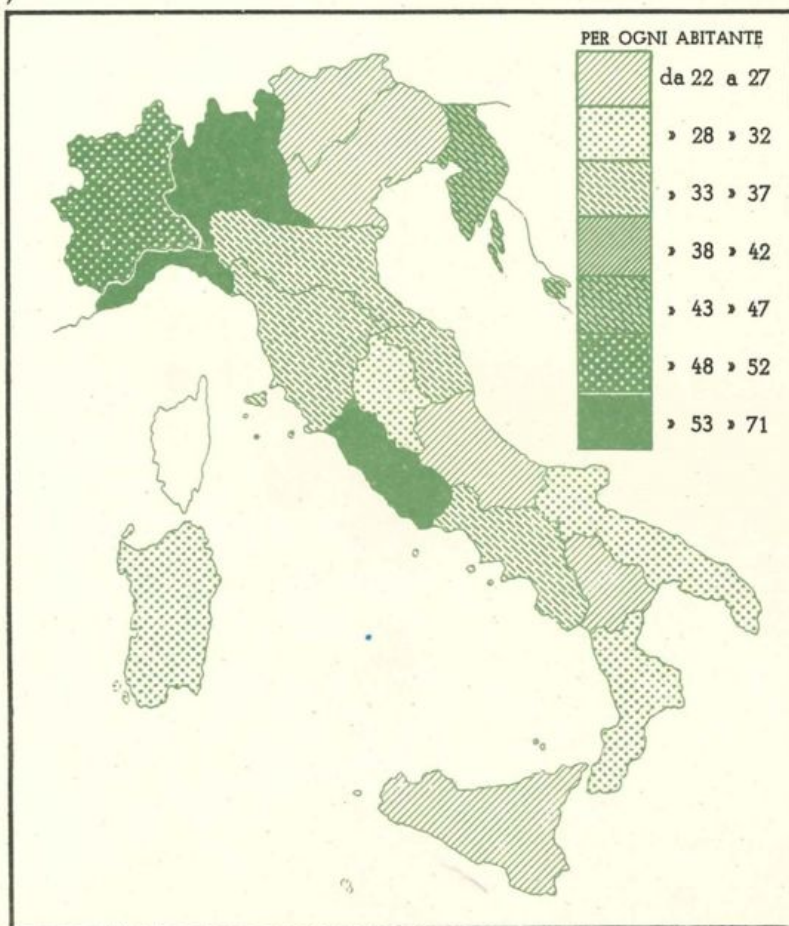 PER OGNI ABITANTE
da 22 a 27
» 28 » 32
» 33 » 37
» 38 » 42
» 43 » 47
» 48 » 52
» 53 » 71